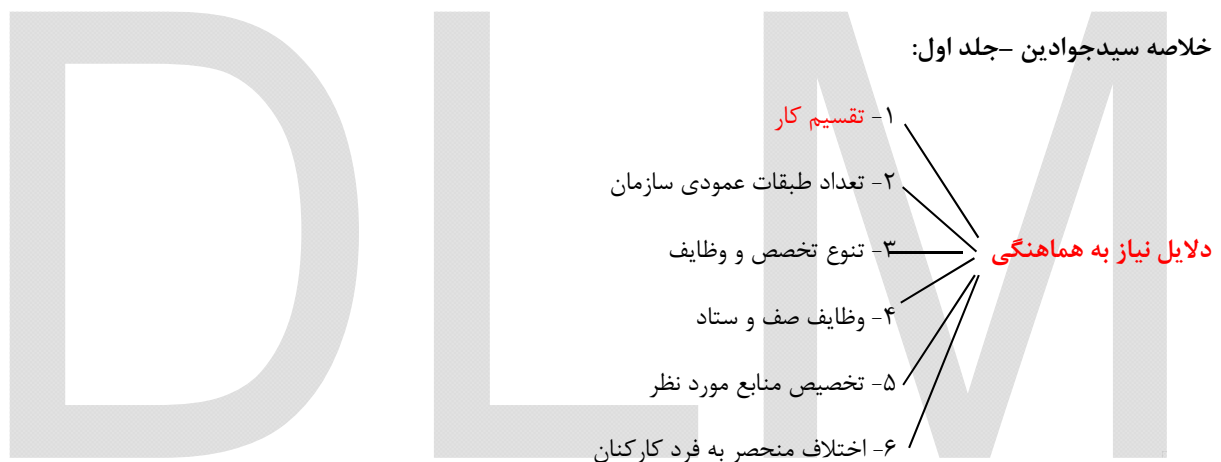 خلاصه سیدجوادین –جلد اول:
۱- تقسیم کار
۲- تعداد طبقات عمودی سازمان
۳- تنوع تخصص و وظایف
دلایل نیاز به هماهنگی
۴- وظایف صف و ستاد
۵- تخصیص منابع مورد نظر
۶- اختلاف منحصر به فرد کارکنان
DLM